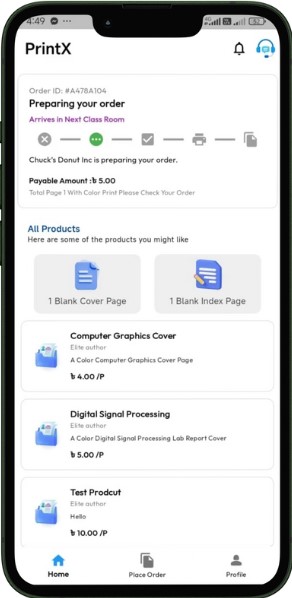 4:49
PrintX
Order ID: #A478A104
Preparing your order
Arrives in Next Class Room
Chuck's Donut Inc is preparing your order.
Payable Amount :৳ 5.00
Total Page 1 With Color Print Please Check Your Order
All Products
Here are some of the products you might like
1 Blank Cover Page
1 Blank Index Page
Computer Graphics Cover
Elite author
A Color Computer Graphics Cover Page
৳ 4.00 /P
Digital Signal Processing
Elite author
A Color Digital Signal Processing Lab Report Cover
৳ 5.00 /P
Test Prodcut
Elite author
Hello
৳ 10.00 /P
Home
Place Order
Profile